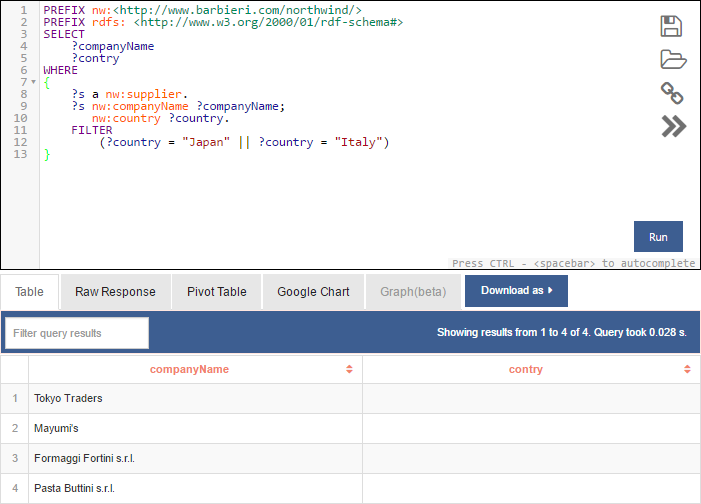 1 PREFIX nw:<http://www.barbieri.com/northwind/>
2 PREFIX rdfs: <http://www.w3.org/2000/01/rdf-schema#>
3 SELECT
4 ?companyName
5 ?contry
6 WHERE
7 {
8 ?s a nw:supplier.
9 ?s nw:companyName ?companyName;
10 nw:country ?country.
11 FILTER
12 (?country = "Japan" || ?country = "Italy")
13 }
Run
Press CTRL - <spacebar> to autocomplete
Table Raw Response Pivot Table Google Chart Graph(beta) Download as
Filter query results Showing results from 1 to 4 of 4. Query took 0.028 s.
companyName contry
1 Tokyo Traders
2 Mayumi's
3 Formaggi Fortini s.r.l.
4 Pasta Buttini s.r.l.